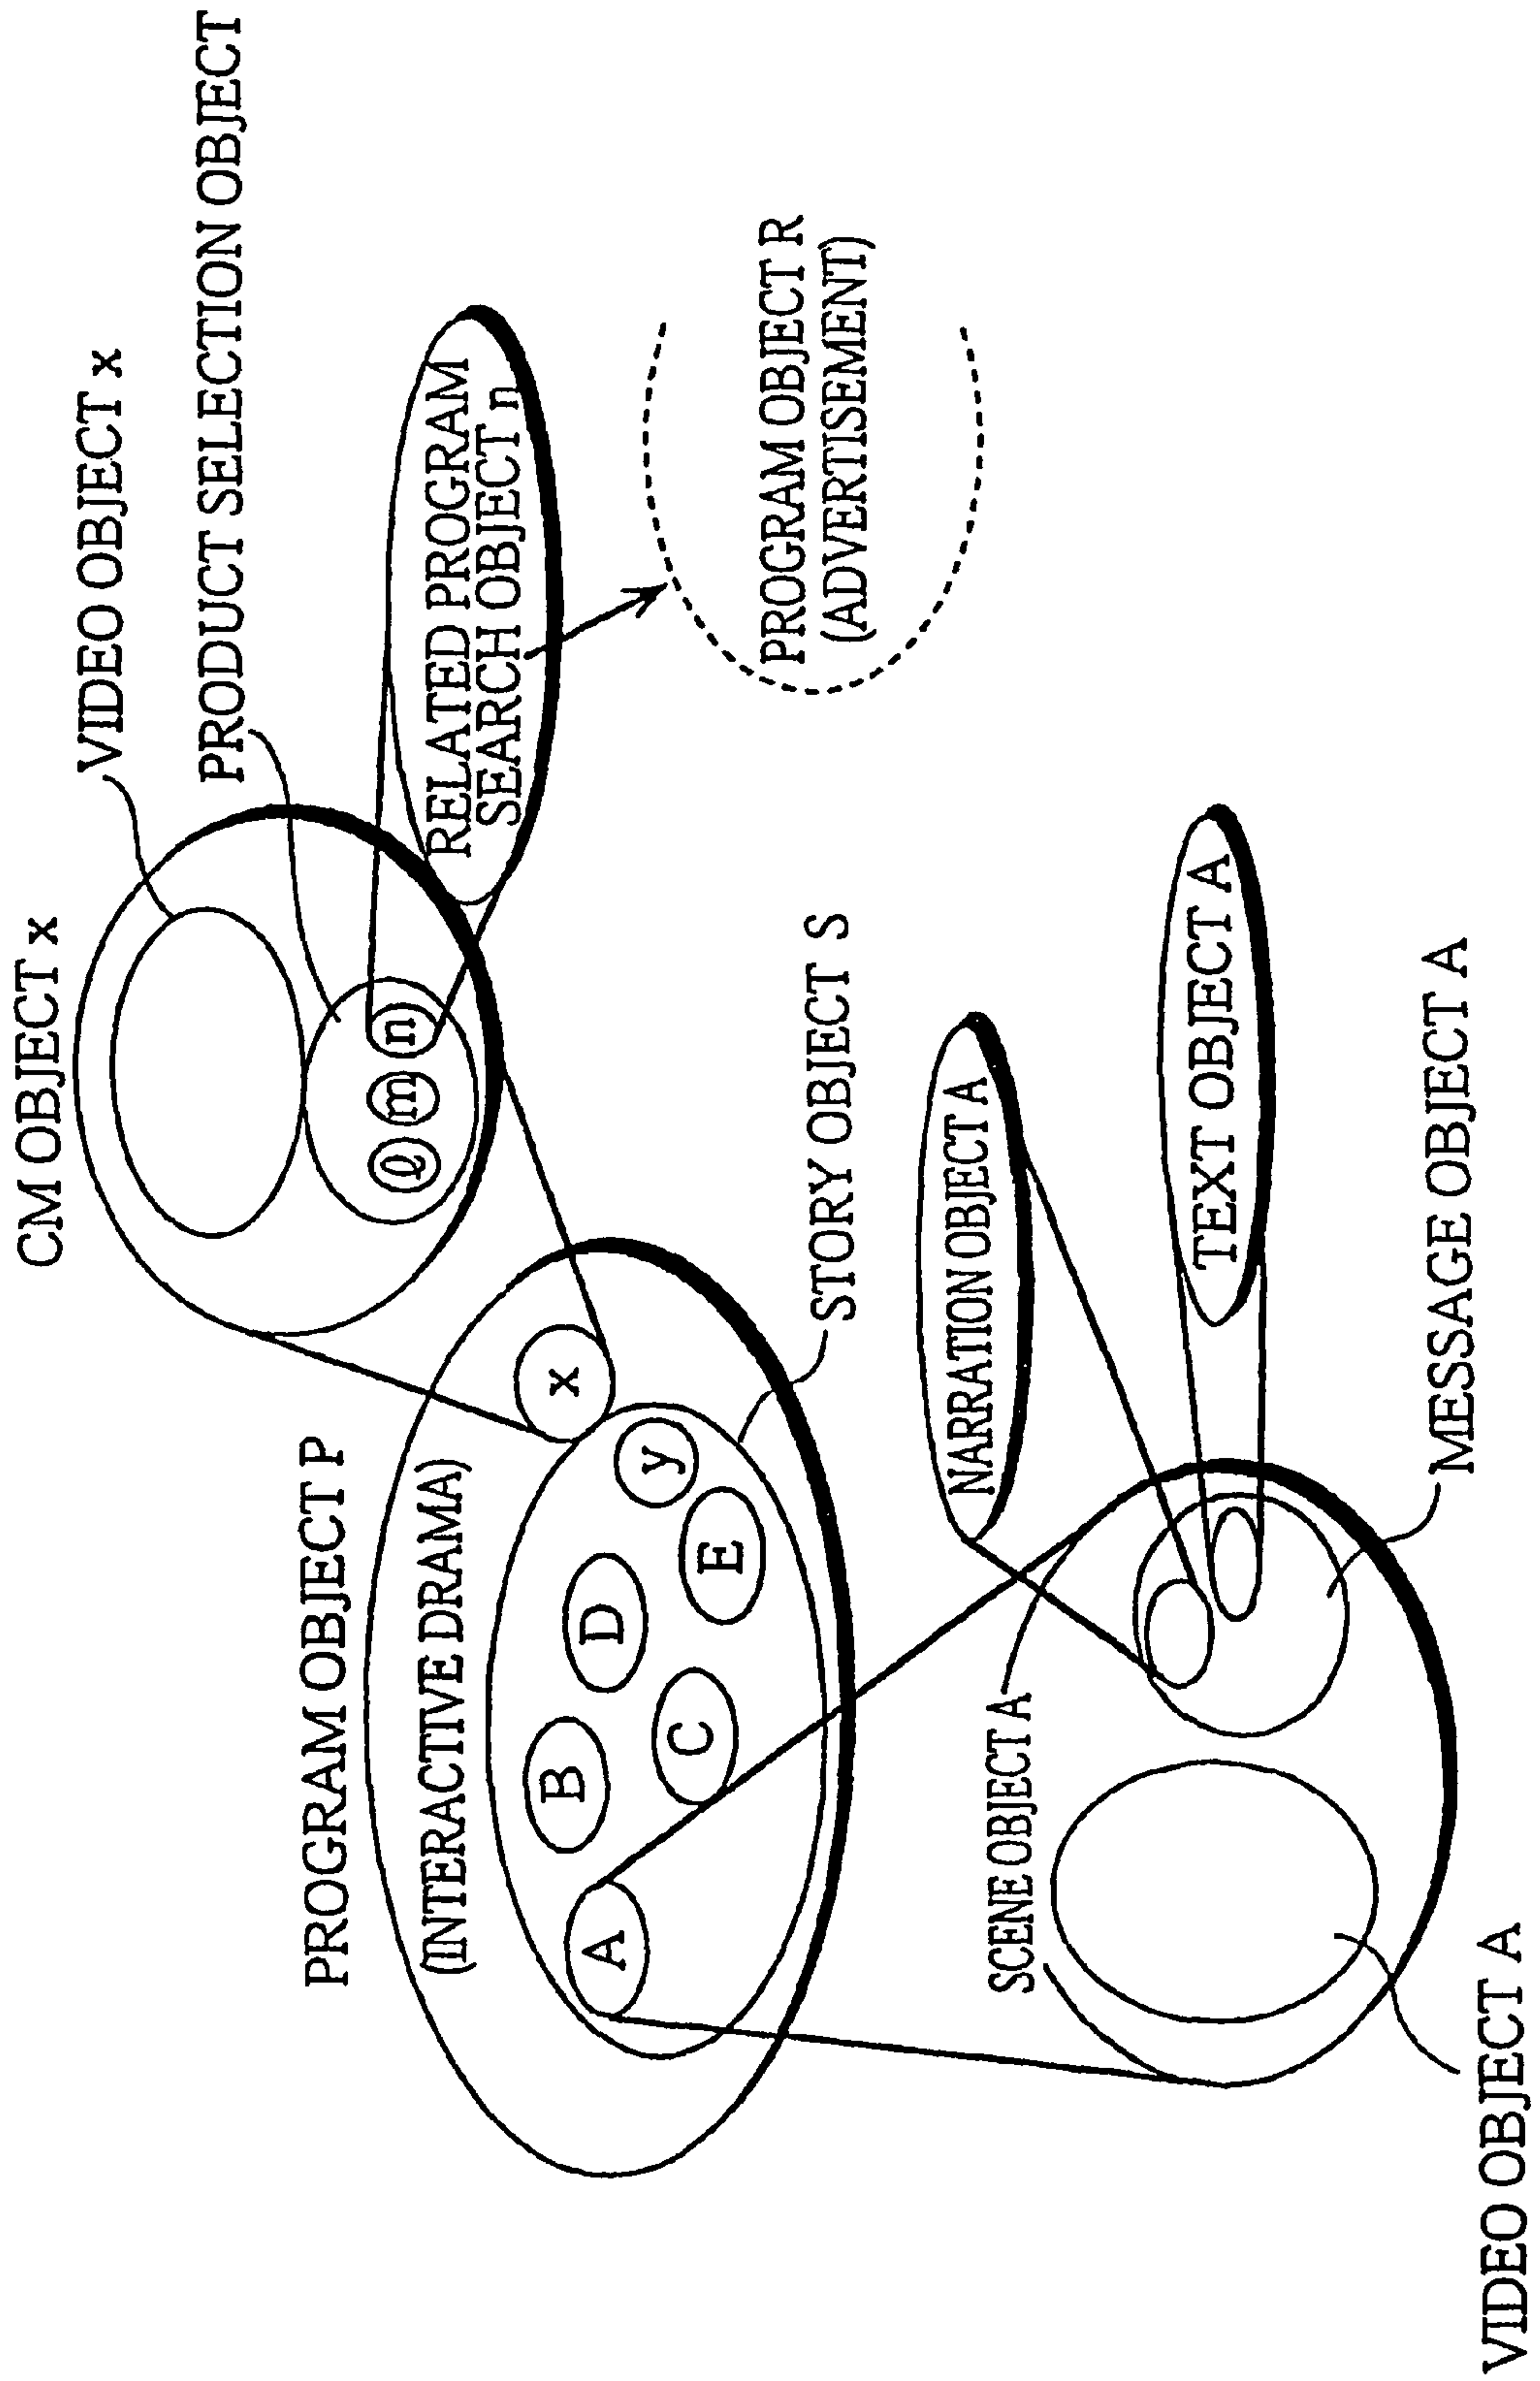 CM OBJECT x
VIDEO OBJECT x
PRODUCT SELECTION OBJECT
ℓ m n
RELATED PROGRAM
SEARCH OBJECT n
PROGRAM OBJECT R
(ADVERTISEMENT)
PROGRAM OBJECT P
(INTERACTIVE DRAMA)
x
A B C D E y
STORY OBJECT S
SCENE OBJECT A
NARRATION OBJECT A
TEXT OBJECT A
MESSAGE OBJECT A
VIDEO OBJECT A